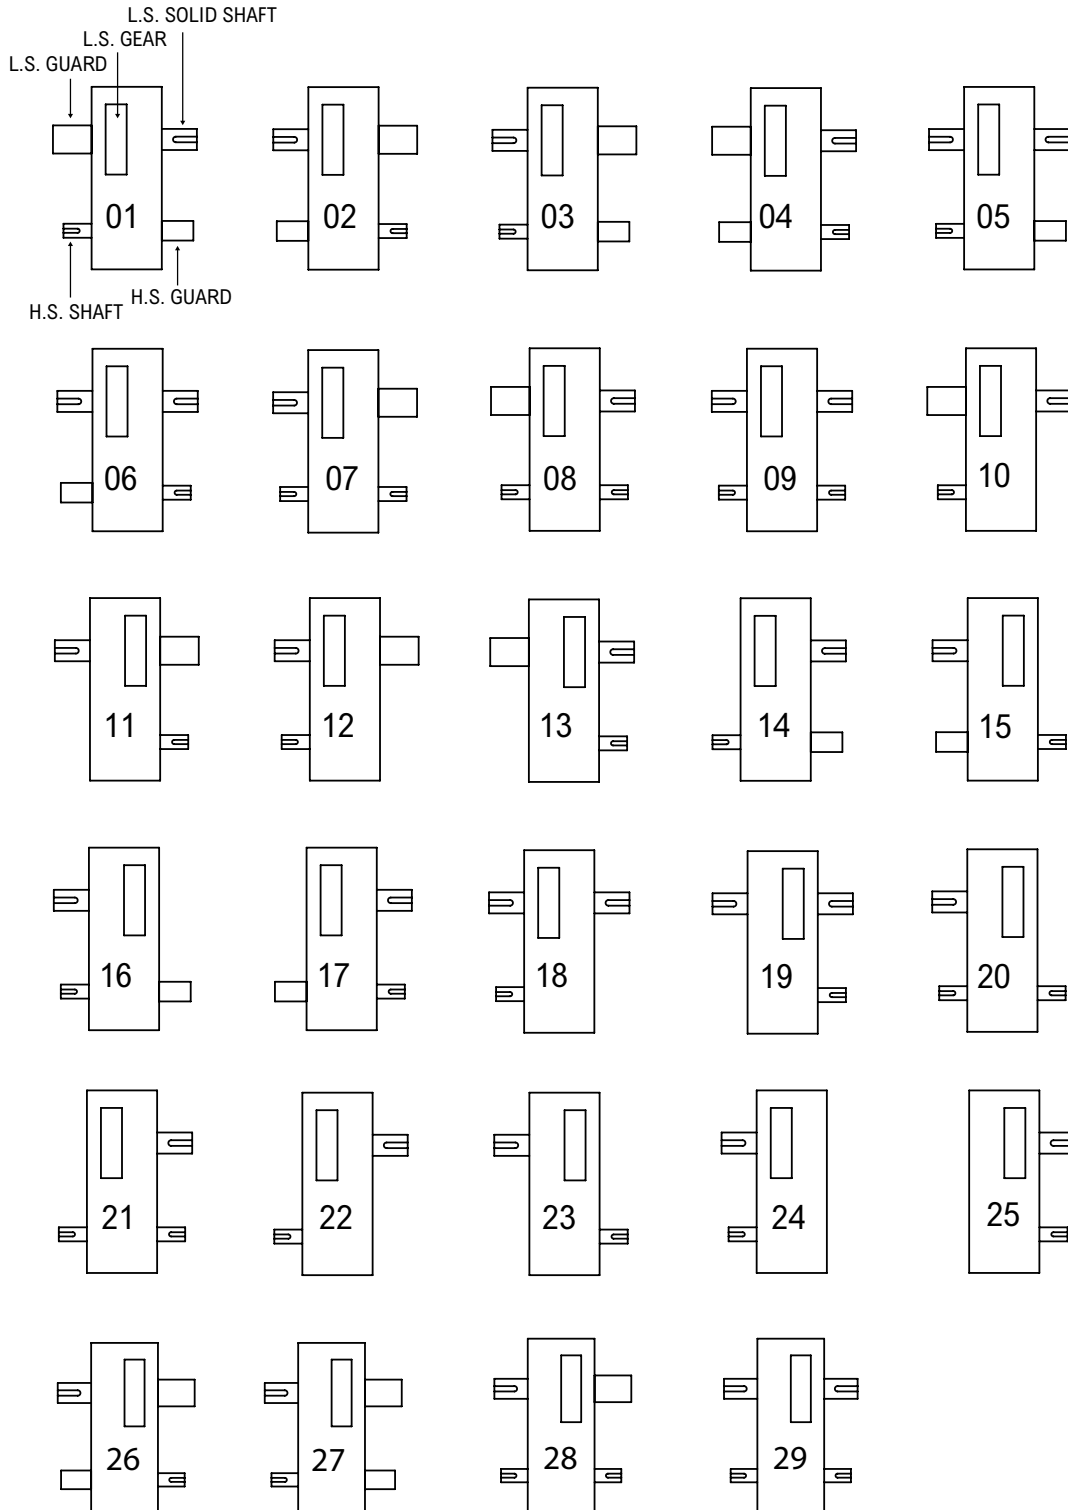 L.S. SOLID SHAFT
L.S. GEAR
L.S. GUARD
01 02 03 04 05
H.S. SHAFT H.S. GUARD
06 07 08 09 10
11 12 13 14 15
16 17 18 19 20
21 22 23 24 25
26 27 28 29